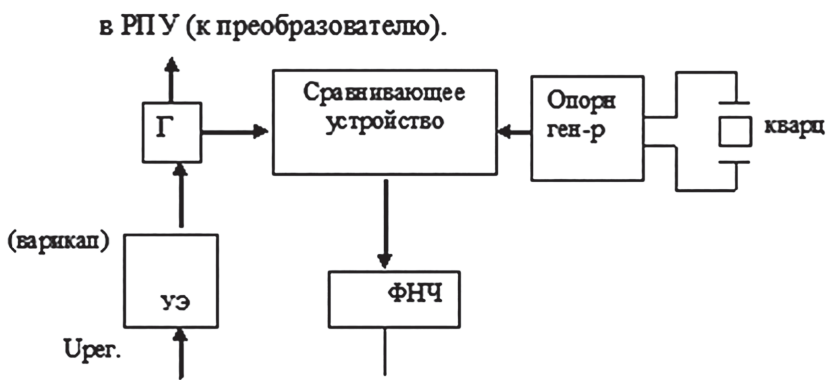 в РПУ (к преобразователю).
Сравнивающее
устройство
Г
Опорн
ген-р
кварц
(варикап)
УЭ
ФНЧ
Uрег.